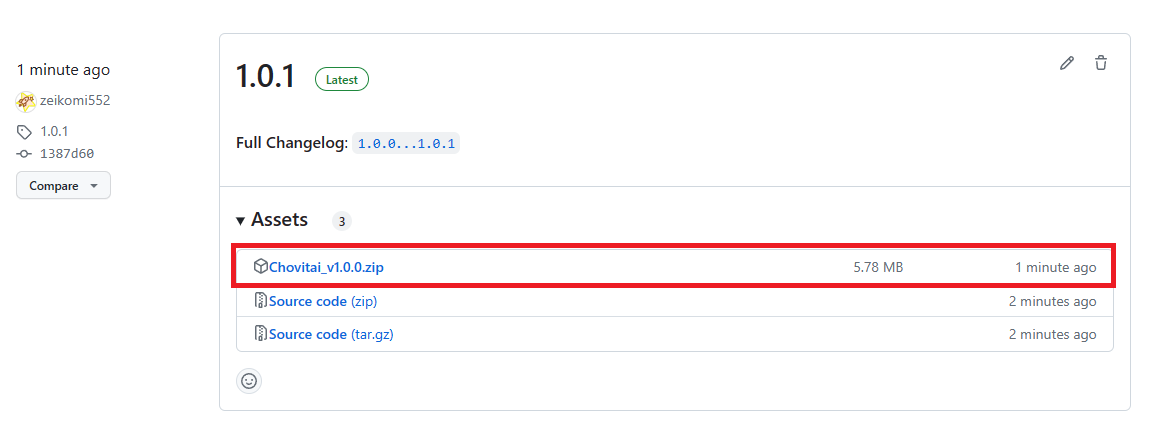 1 minute ago
zeikomi552
1.0.1
1387d60
Compare
1.0.1 Latest
Full Changelog: 1.0.0...1.0.1
Assets 3
Chovitai_v1.0.0.zip 5.78 MB 1 minute ago
Source code (zip) 2 minutes ago
Source code (tar.gz) 2 minutes ago